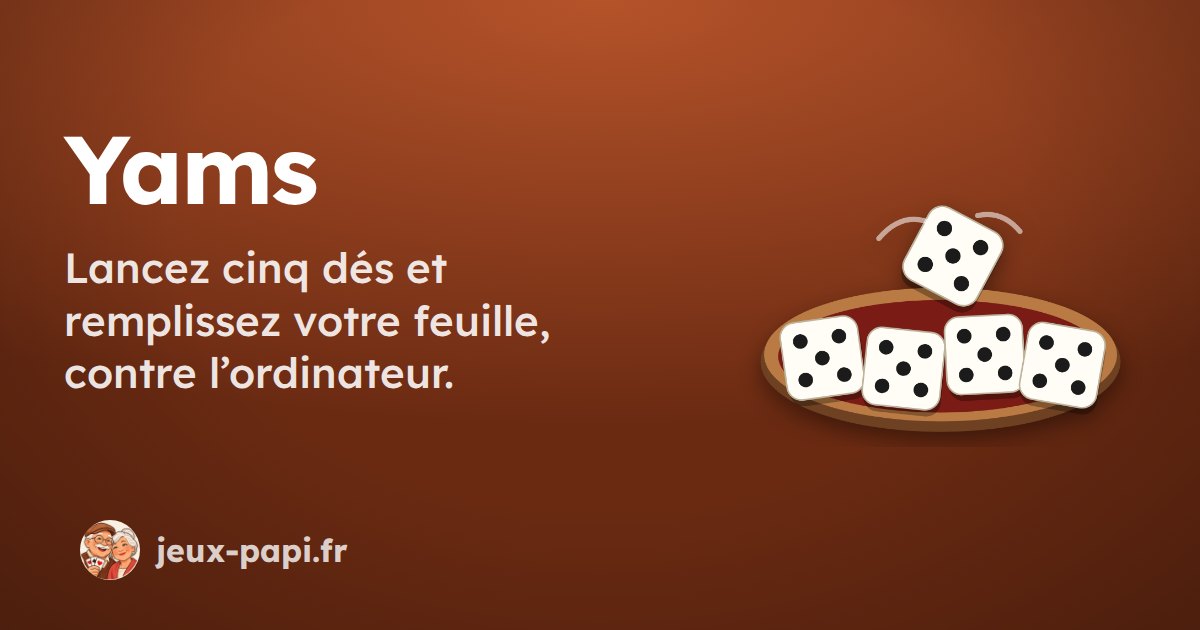 Yams
Lancez cinq dés et
remplissez votre feuille,
contre l’ordinateur.
jeux-papi.fr